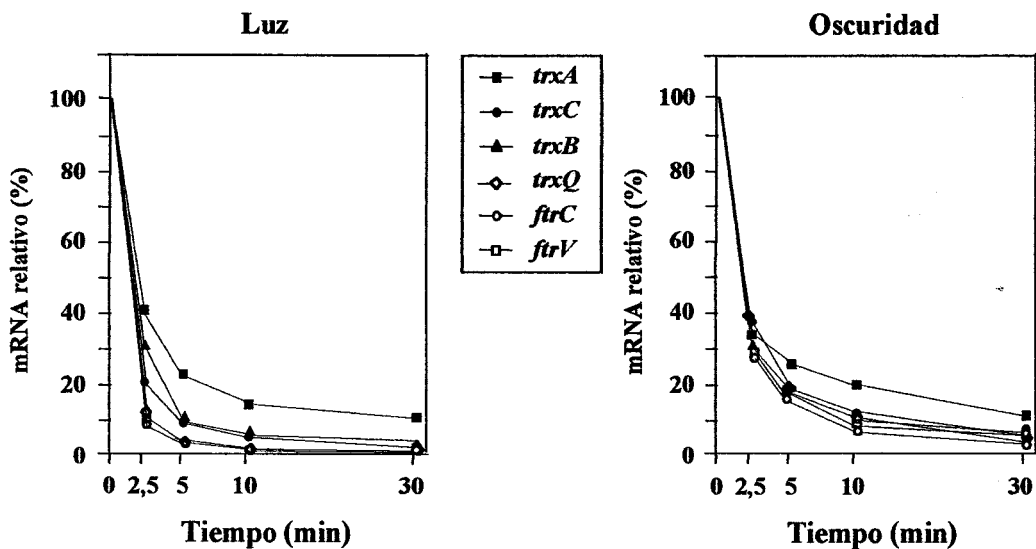 Luz
mRNA relativo (%)
100
80
60
40
20
0
0 2,5 5 10 30
Tiempo (min)
trxA
trxC
trxB
trxQ
ftrC
ftrV
Oscuridad
mRNA relativo (%)
100
80
60
40
20
0
0 2,5 5 10 30
Tiempo (min)